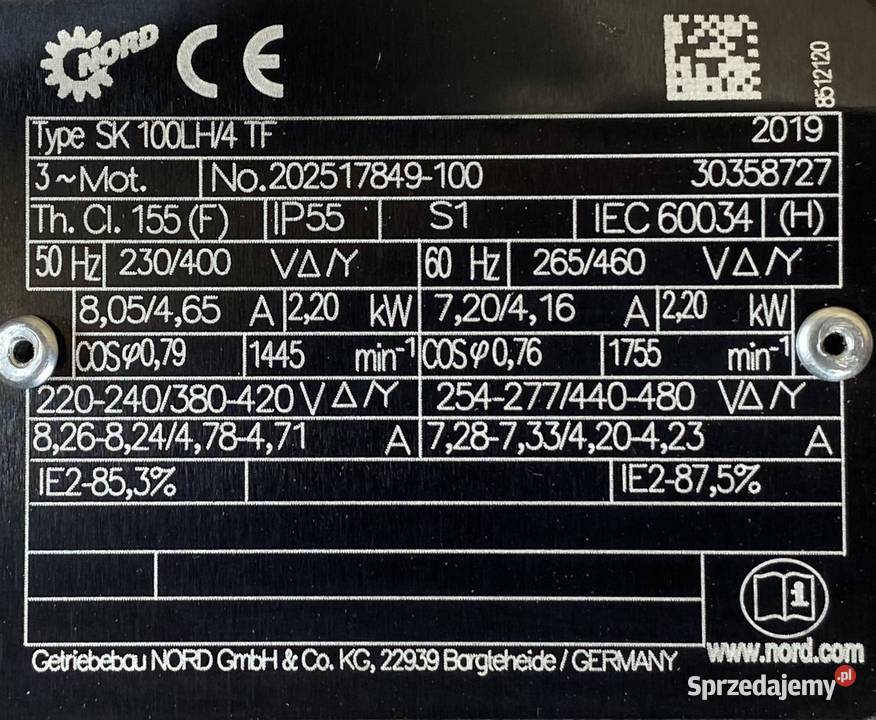 NORD CE
8512120
Type SK 100LH/4 TF 2019
3~Mot. No.202517849-100 30358727
Th. Cl. 155 (F) IP55 S1 IEC 60034 (H)
50 Hz 230/400 V Δ/Y 60 Hz 265/460 V Δ/Y
8,05/4,65 A 2,20 kW 7,20/4,16 A 2,20 kW
COSφ0,79 1445 min⁻¹ COSφ0,76 1755 min⁻¹
220-240/380-420 V Δ/Y 254-277/440-480 V Δ/Y
8,26-8,24/4,78-4,71 A 7,28-7,33/4,20-4,23 A
IE2-85,3% IE2-87,5%
i
Getriebebau NORD GmbH & Co. KG, 22939 Bargteheide / GERMANY
www.nord.com
Sprzedajemy.pl